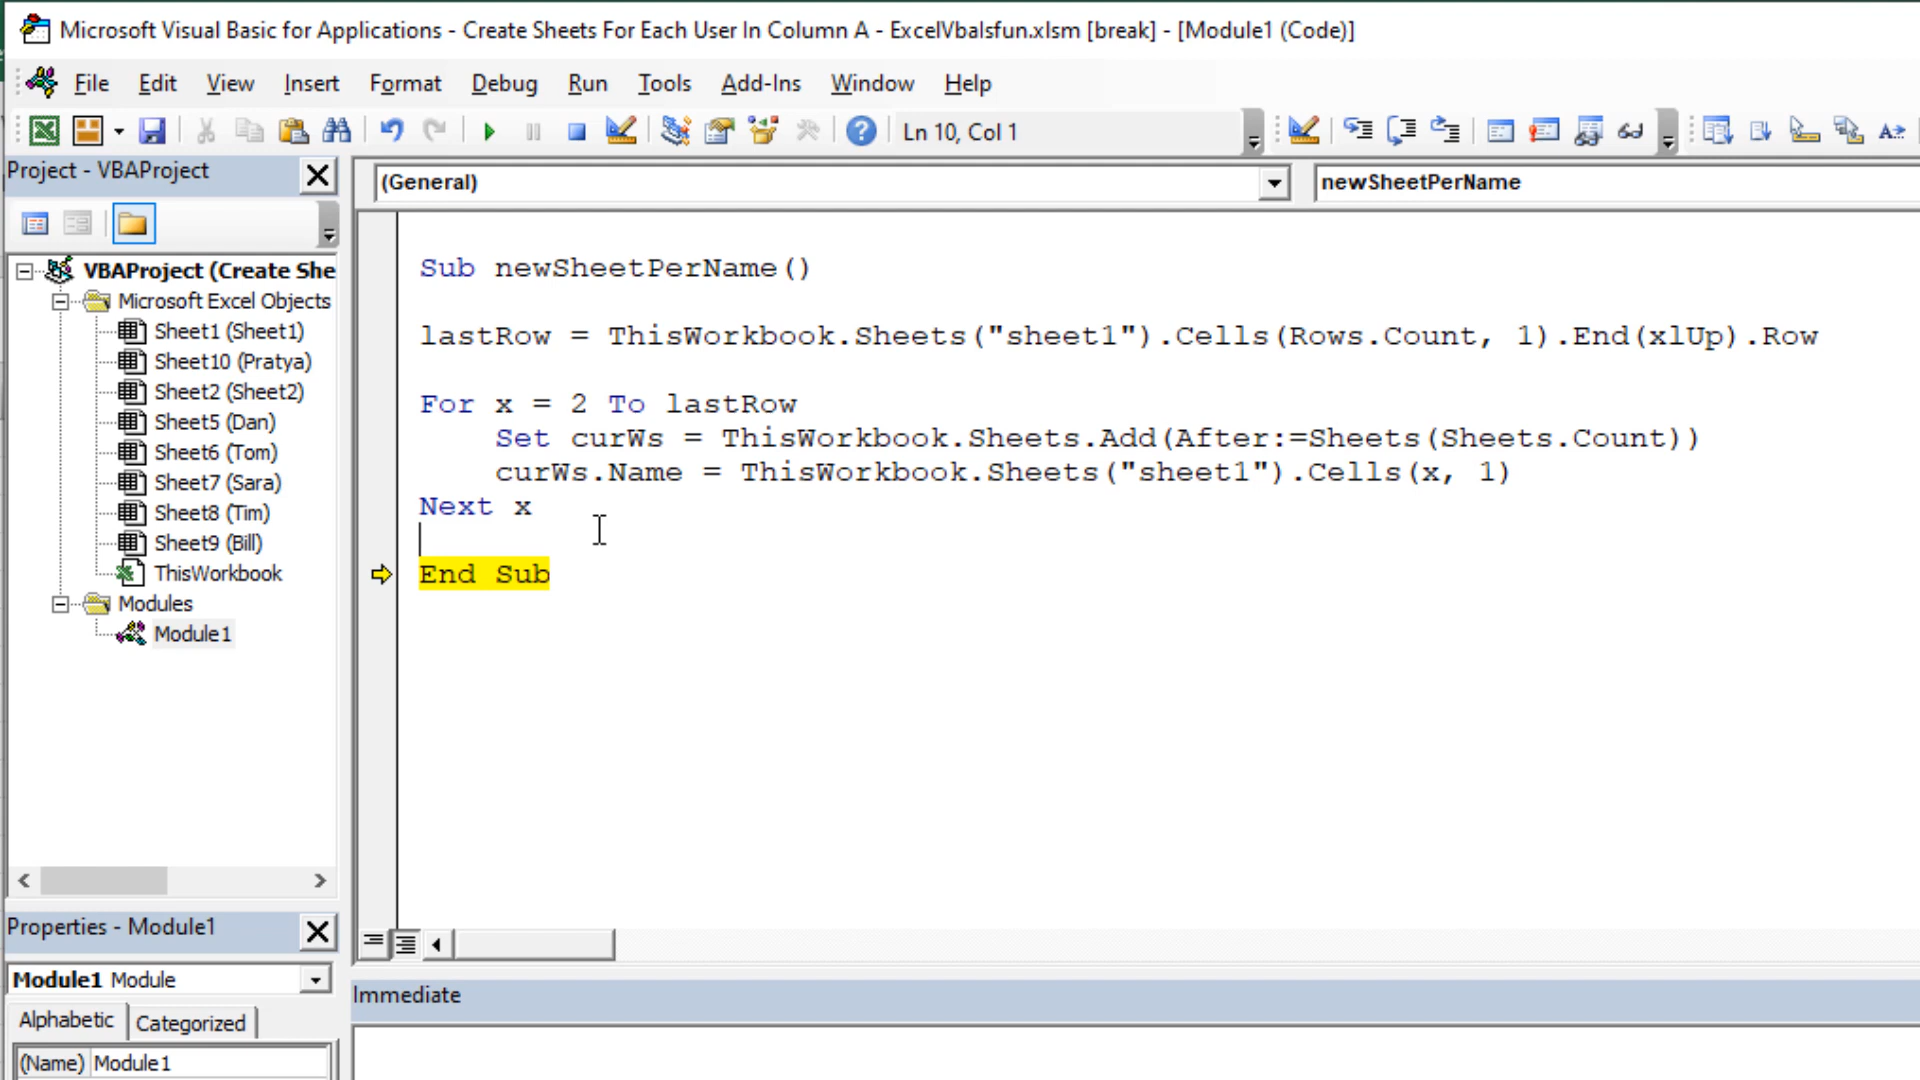 Microsoft Visual Basic for Applications - Create Sheets For Each User In Column A - ExcelVbaIsfun.xlsm [break] - [Module1 (Code)]
File Edit View Insert Format Debug Run Tools Add-Ins Window Help
Ln 10, Col 1
Project - VBAProject
(General)
newSheetPerName
VBAProject (Create She
Microsoft Excel Objects
Sheet1 (Sheet1)
Sheet10 (Pratya)
Sheet2 (Sheet2)
Sheet5 (Dan)
Sheet6 (Tom)
Sheet7 (Sara)
Sheet8 (Tim)
Sheet9 (Bill)
ThisWorkbook
Modules
Module1
Sub newSheetPerName()
lastRow = ThisWorkbook.Sheets("sheet1").Cells(Rows.Count, 1).End(xlUp).Row
For x = 2 To lastRow
Set curWs = ThisWorkbook.Sheets.Add(After:=Sheets(Sheets.Count))
curWs.Name = ThisWorkbook.Sheets("sheet1").Cells(x, 1)
Next x
End Sub
Properties - Module1
Module1 Module
Alphabetic Categorized
(Name) Module1
Immediate